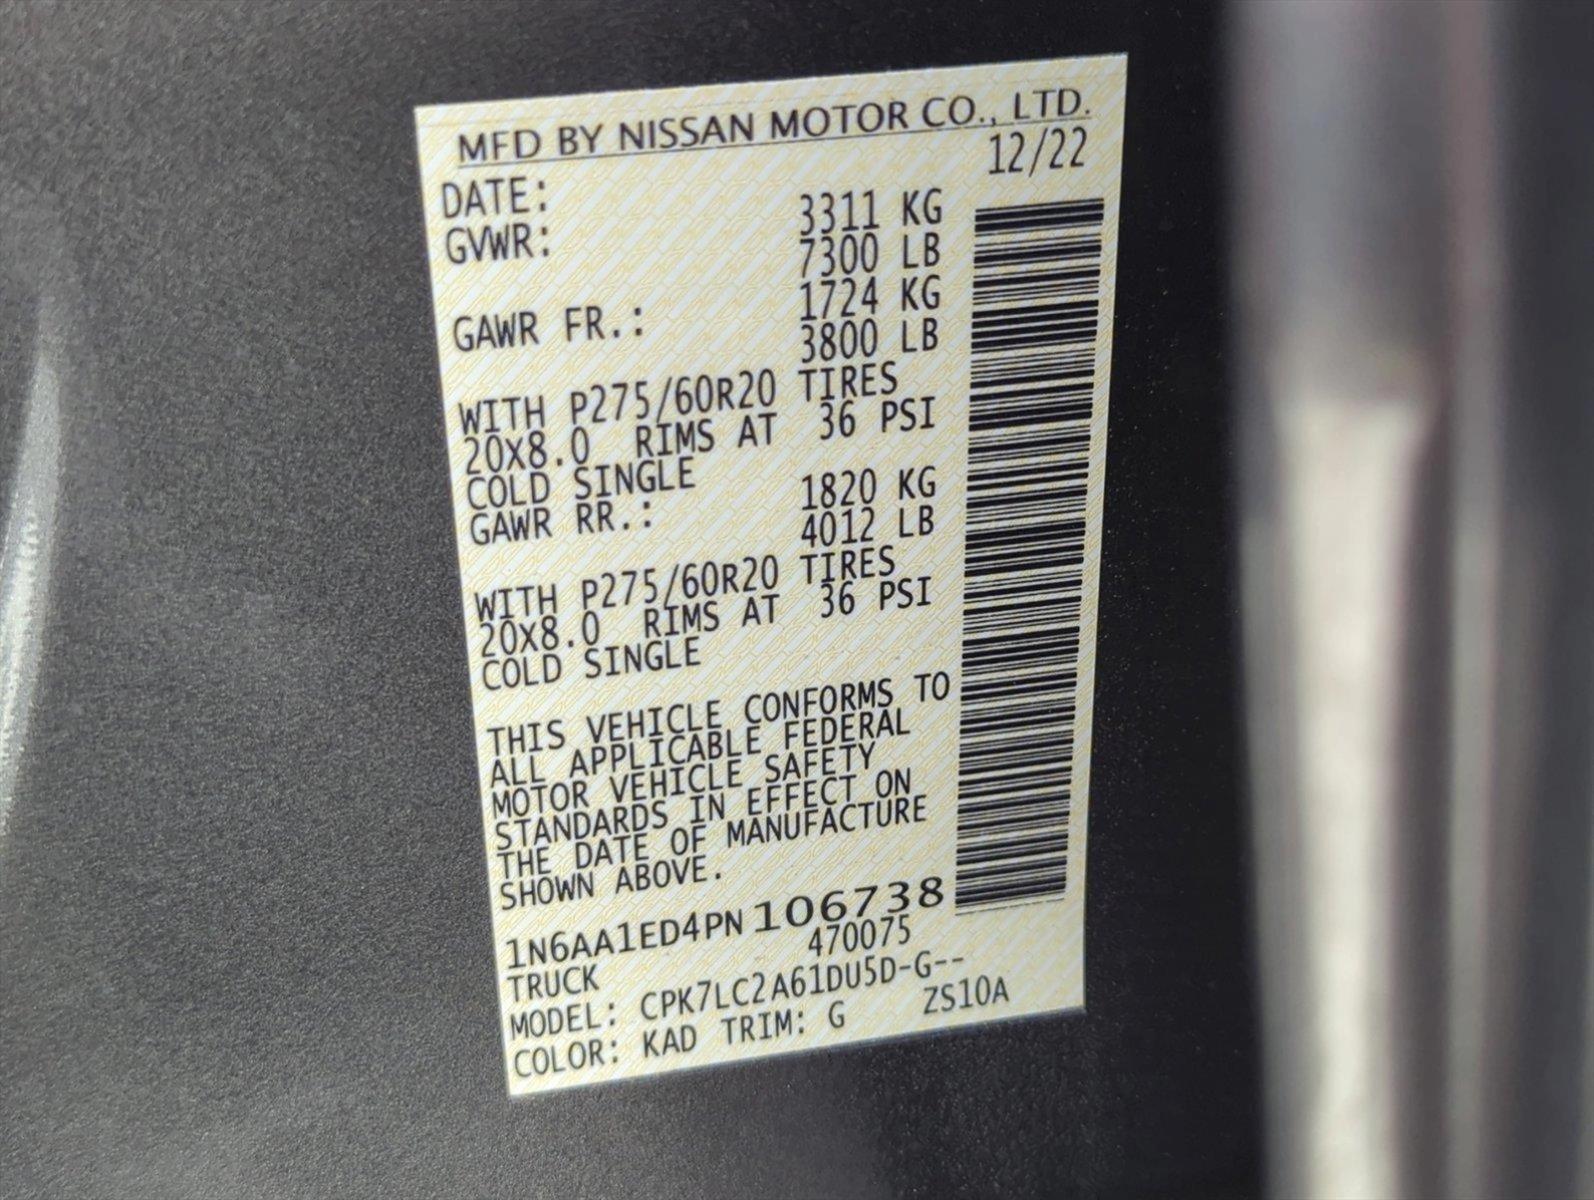 MFD BY NISSAN MOTOR CO., LTD.
DATE: 12/22
GVWR: 3311 KG
7300 LB
GAWR FR.: 1724 KG
3800 LB
WITH P275/60R20 TIRES
20X8.0 RIMS AT 36 PSI
COLD SINGLE
GAWR RR.: 1820 KG
4012 LB
WITH P275/60R20 TIRES
20X8.0 RIMS AT 36 PSI
COLD SINGLE
THIS VEHICLE CONFORMS TO
ALL APPLICABLE FEDERAL
MOTOR VEHICLE SAFETY
STANDARDS IN EFFECT ON
THE DATE OF MANUFACTURE
SHOWN ABOVE.
1N6AA1ED4PN106738
TRUCK 470075
MODEL: CPK7LC2A61DU5D-G--
COLOR: KAD TRIM: G ZS10A